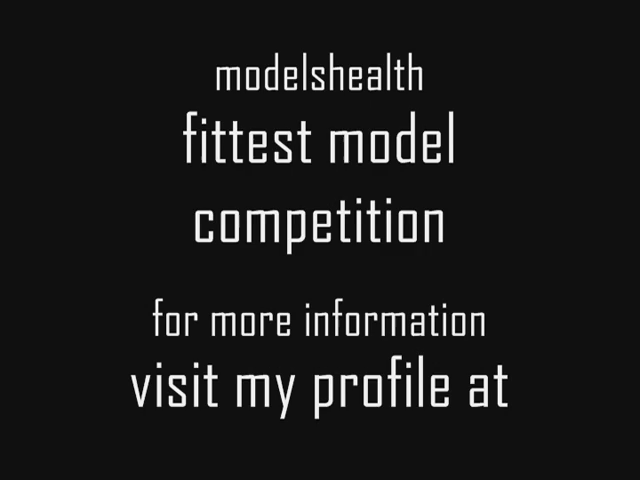 modelshealth
fittest model
competition
for more information
visit my profile at